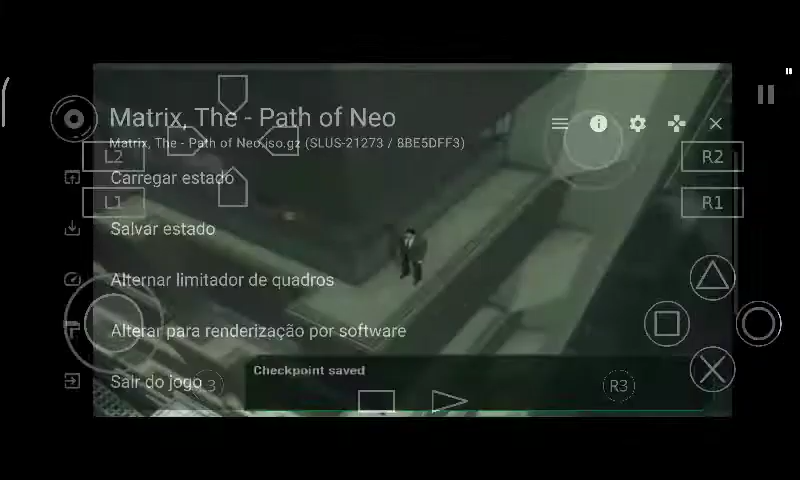 Matrix, The - Path of Neo
Matrix, The - Path of Neo.iso.gz (SLUS-21273 / 8BE5DFF3)
L2
R2
Carregar estado
L1
R1
Salvar estado
Alternar limitador de quadros
Alterar para renderização por software
Checkpoint saved
Sair do jogo
3
R3